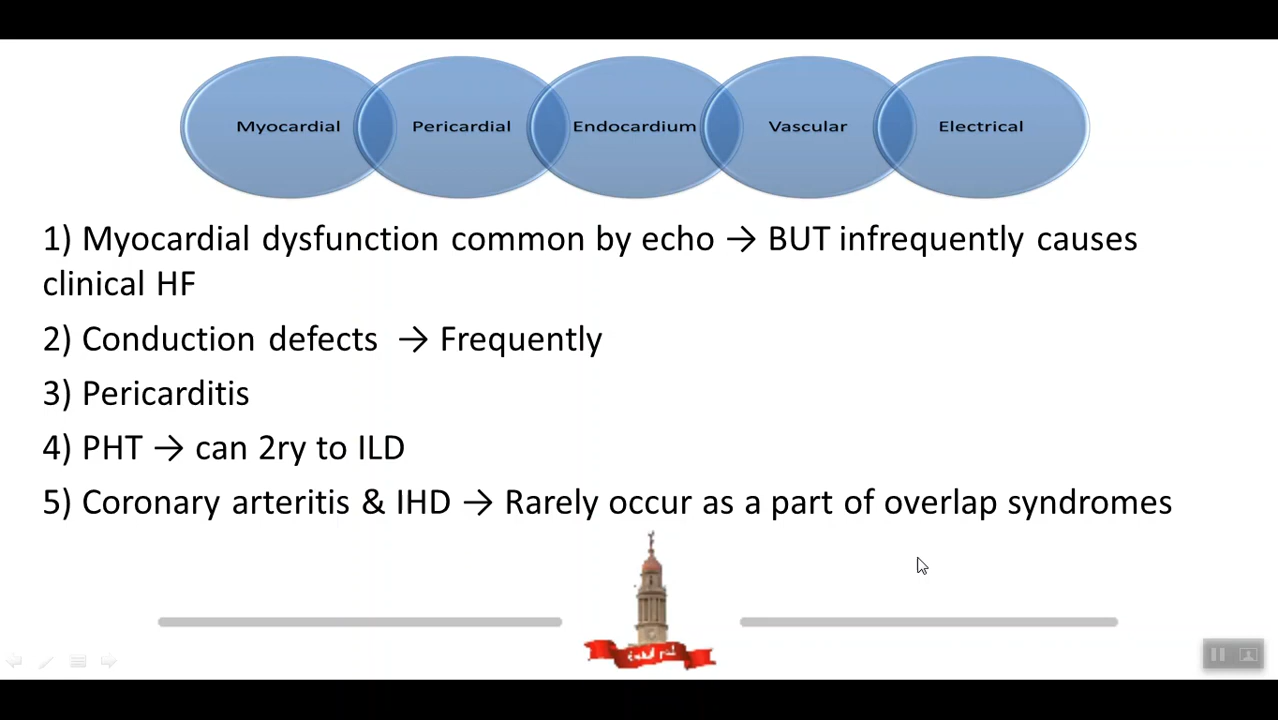 Myocardial
Pericardial
Endocardium
Vascular
Electrical
1) Myocardial dysfunction common by echo → BUT infrequently causes
clinical HF
2) Conduction defects → Frequently
3) Pericarditis
4) PHT → can 2ry to ILD
5) Coronary arteritis & IHD → Rarely occur as a part of overlap syndromes